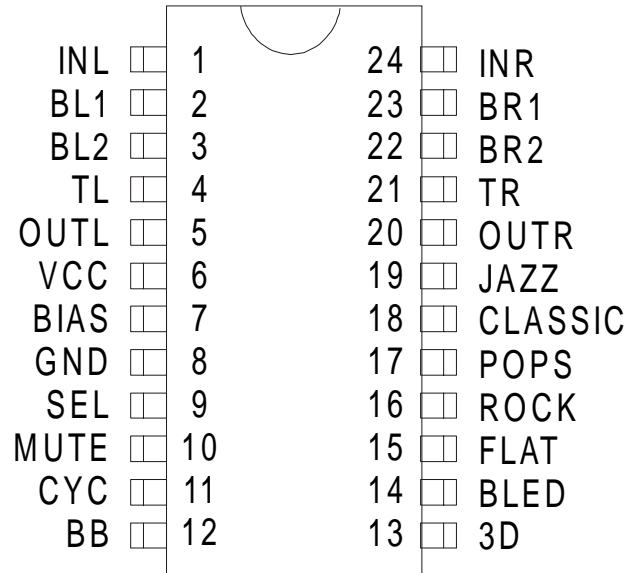 INL 1 24 INR
BL1 2 23 BR1
BL2 3 22 BR2
TL 4 21 TR
OUTL 5 20 OUTR
VCC 6 19 JAZZ
BIAS 7 18 CLASSIC
GND 8 17 POPS
SEL 9 16 ROCK
MUTE 10 15 FLAT
CYC 11 14 BLED
BB 12 13 3D